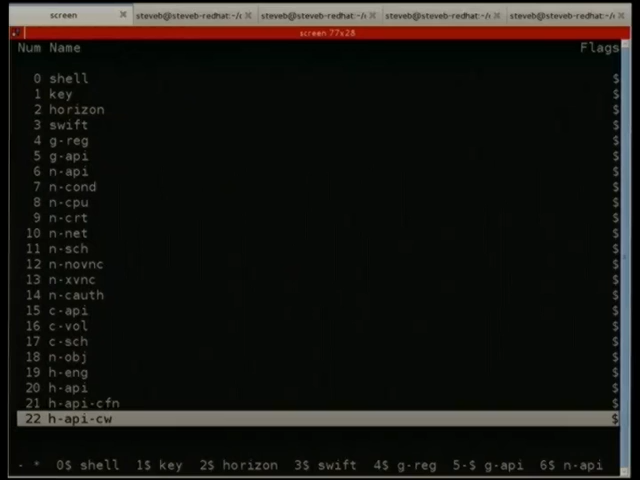 screen steveb@steveb-redhat:~/ steveb@steveb-redhat:~/ steveb@steveb-redhat:~/ steveb@steveb-redhat:~/
screen 77x28
Num Name Flags
0 shell $
1 key $
2 horizon $
3 swift $
4 g-reg $
5 g-api $
6 n-api $
7 n-cond $
8 n-cpu $
9 n-crt $
10 n-net $
11 n-sch $
12 n-novnc $
13 n-xvnc $
14 n-cauth $
15 c-api $
16 c-vol $
17 c-sch $
18 n-obj $
19 h-eng $
20 h-api $
21 h-api-cfn $
22 h-api-cw $
- * 0$ shell 1$ key 2$ horizon 3$ swift 4$ g-reg 5-$ g-api 6$ n-api